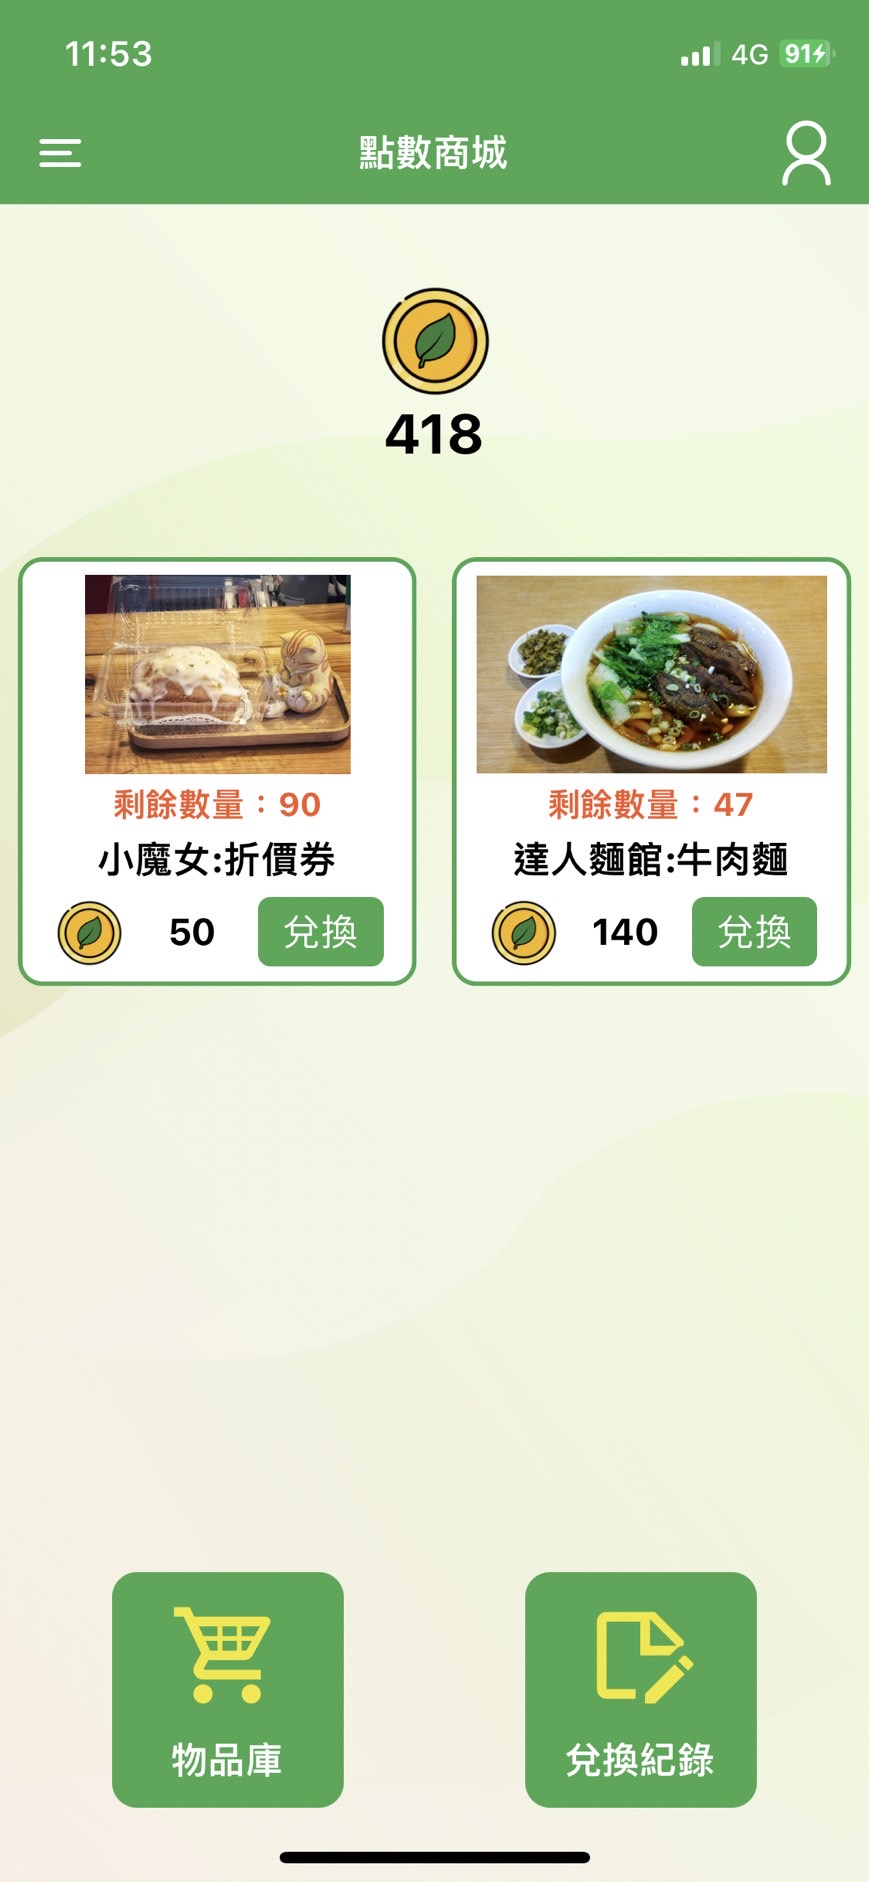 11:53
4G 91
點數商城
418
剩餘數量：90
小魔女:折價券
50 兌換
剩餘數量：47
達人麵館:牛肉麵
140 兌換
物品庫
兌換紀錄